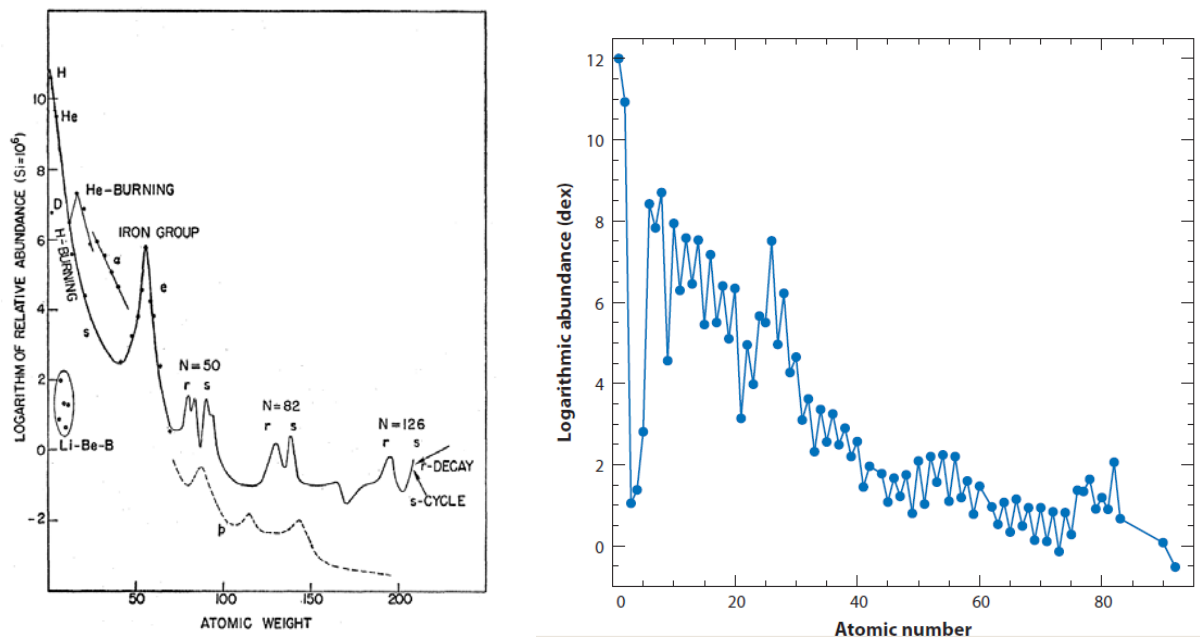 LOGARITHM OF RELATIVE ABUNDANCE (Si=10⁶)
10
8
6
4
2
0
-2
H
He
D
He-BURNING
H-BURNING
IRON GROUP
α
e
s
Li-Be-B
N=50
r s
N=82
r s
N=126
r s
r-DECAY
s-CYCLE
p
50 100 150 200
ATOMIC WEIGHT
Logarithmic abundance (dex)
12
10
8
6
4
2
0
0 20 40 60 80
Atomic number